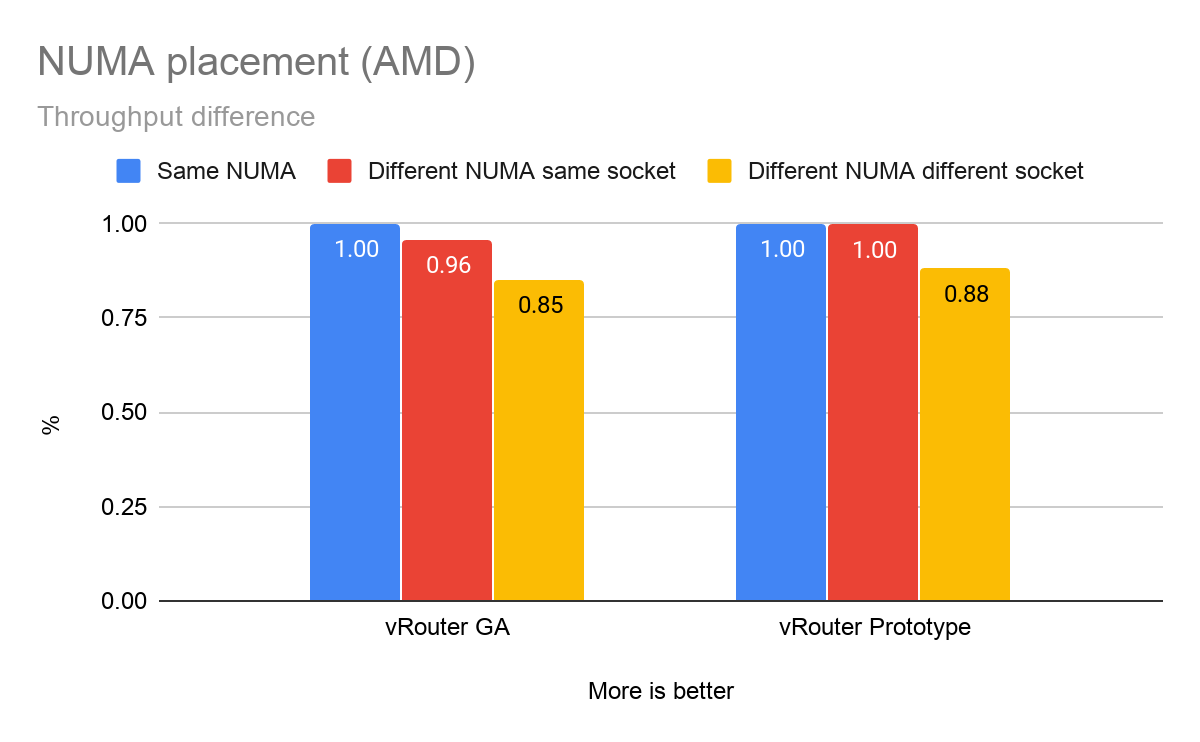 NUMA placement (AMD)
Throughput difference
Same NUMA Different NUMA same socket Different NUMA different socket
1.00
0.75
0.50
0.25
0.00
%
1.00 0.96 0.85 1.00 1.00 0.88
vRouter GA vRouter Prototype
More is better